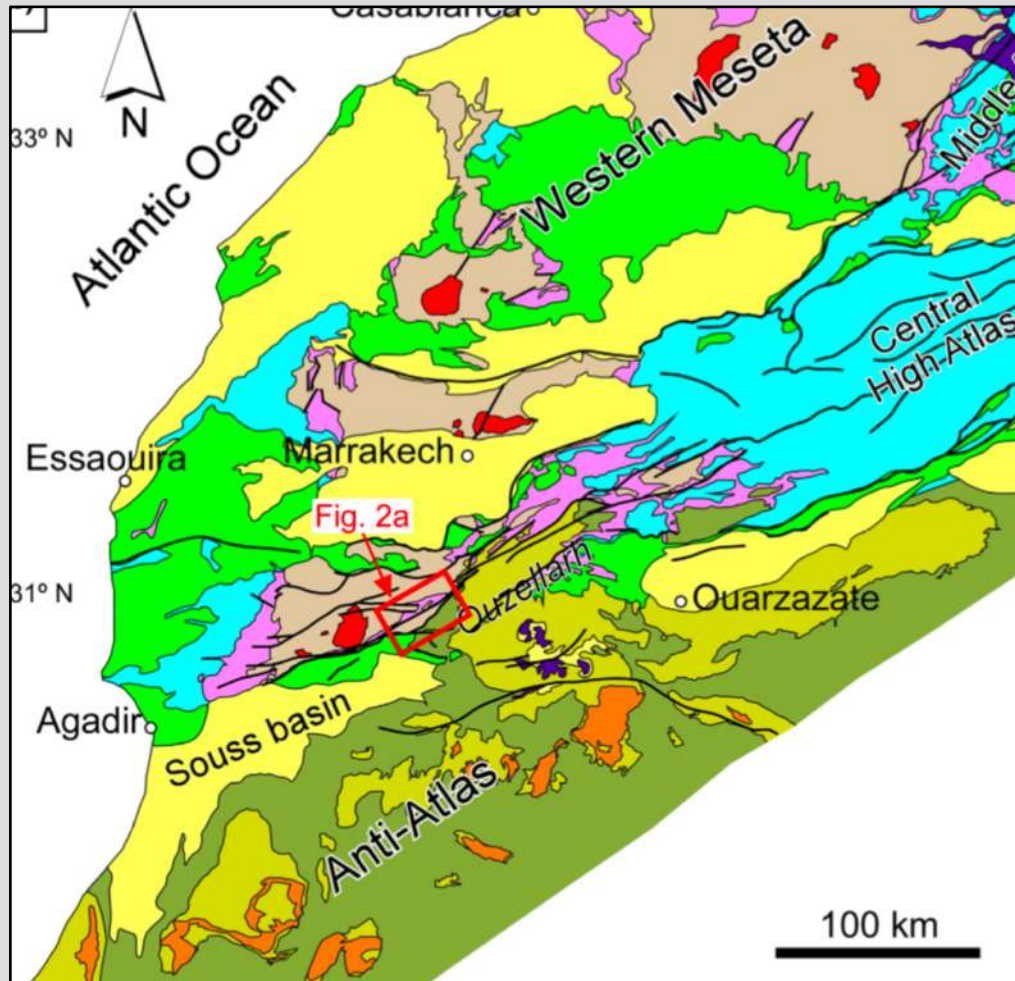 Casablanca
N
33º N
Atlantic Ocean
Western Meseta
Middle
Central
High Atlas
Essaouira
Marrakech
Fig. 2a
31º N
Ouzellarh
Ouarzazate
Agadir
Souss basin
Anti-Atlas
100 km